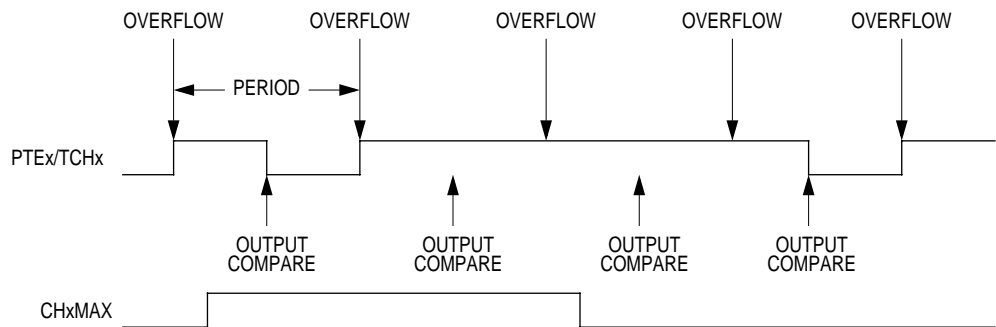 OVERFLOW
OVERFLOW
OVERFLOW
OVERFLOW
OVERFLOW
PERIOD
PTEx/TCHx
OUTPUT
COMPARE
OUTPUT
COMPARE
OUTPUT
COMPARE
OUTPUT
COMPARE
CHxMAX